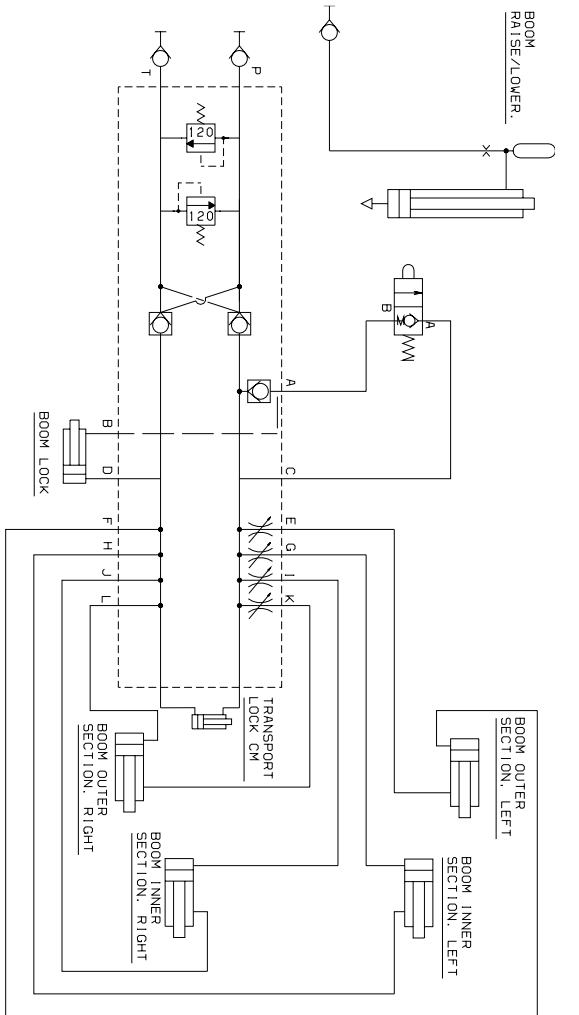 BOOM
RAISE/LOWER.
P
T
120
120
A
B
A
B
C
D
BOOM LOCK
E
F
G
H
I
J
K
L
TRANSPORT
LOCK CM
BOOM OUTER
SECTION. LEFT
BOOM OUTER
SECTION. RIGHT
BOOM INNER
SECTION. LEFT
BOOM INNER
SECTION. RIGHT